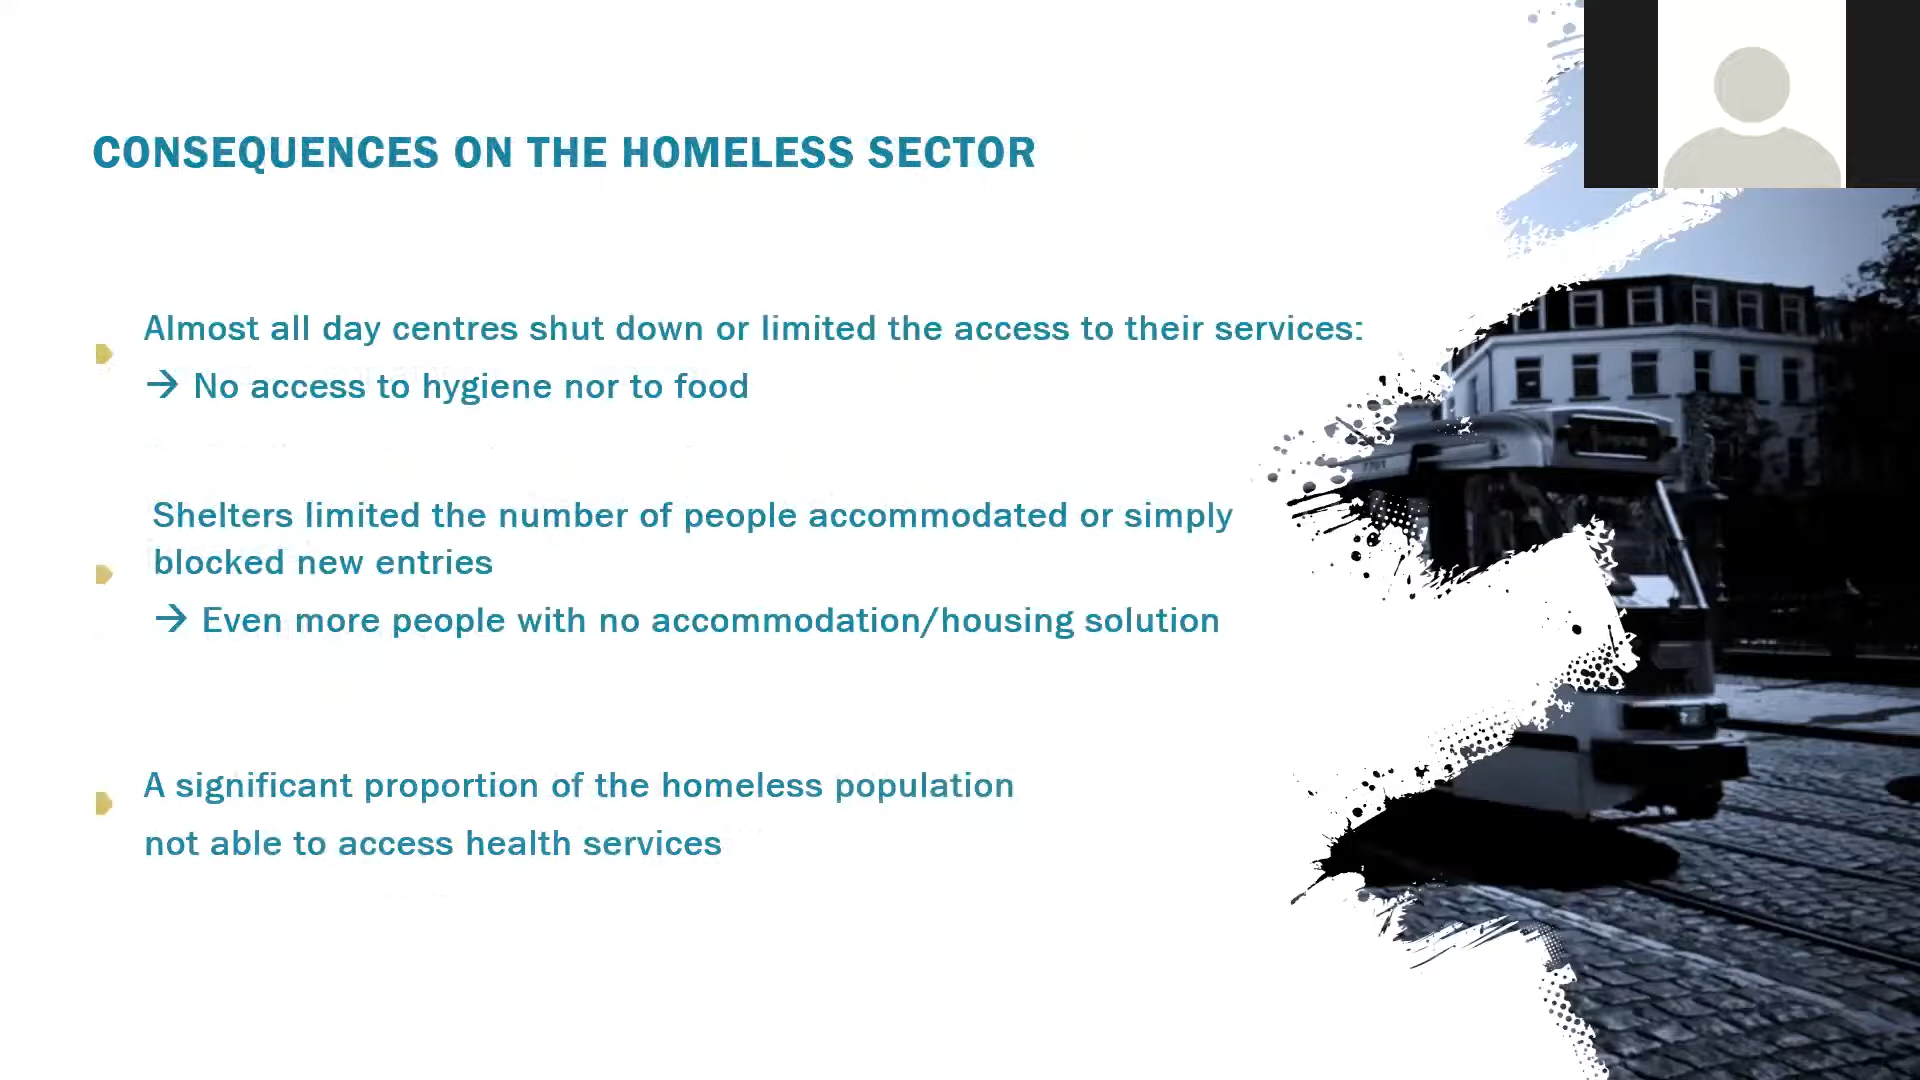 CONSEQUENCES ON THE HOMELESS SECTOR
Almost all day centres shut down or limited the access to their services:
→ No access to hygiene nor to food
Shelters limited the number of people accommodated or simply
blocked new entries
→ Even more people with no accommodation/housing solution
A significant proportion of the homeless population
not able to access health services